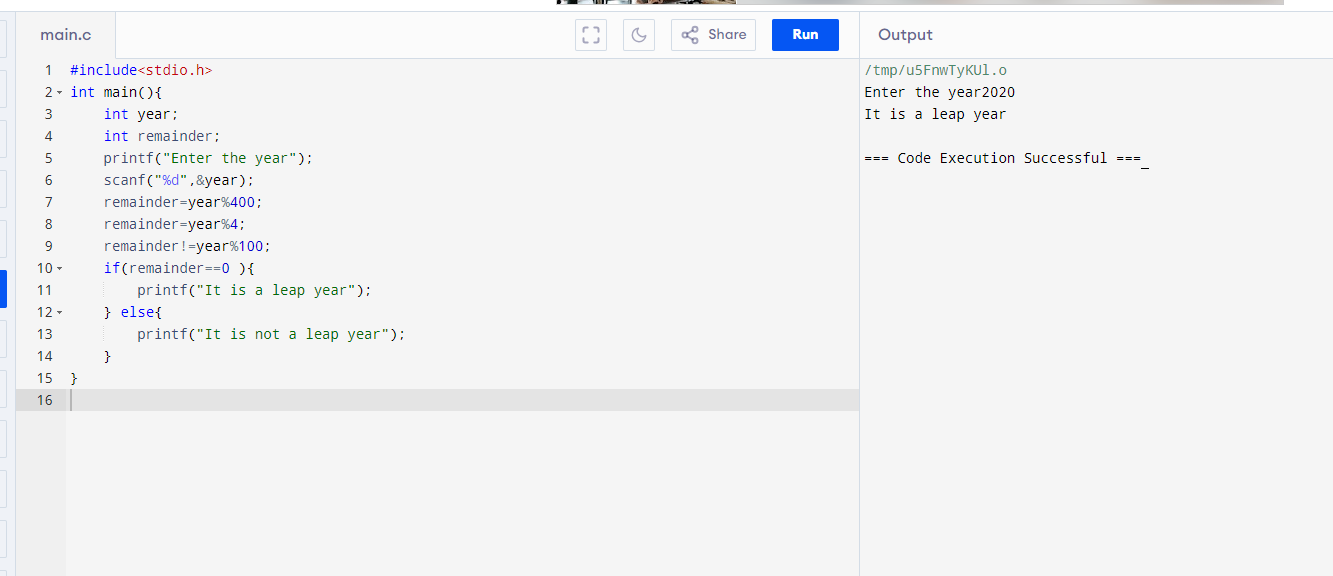 main.c
Share
Run
Output
1 #include<stdio.h>
2 int main(){
3 int year;
4 int remainder;
5 printf("Enter the year");
6 scanf("%d",&year);
7 remainder=year%400;
8 remainder=year%4;
9 remainder!=year%100;
10 if(remainder==0 ){
11 printf("It is a leap year");
12 } else{
13 printf("It is not a leap year");
14 }
15 }
16
/tmp/u5FnwTyKUl.o
Enter the year2020
It is a leap year
=== Code Execution Successful ===_